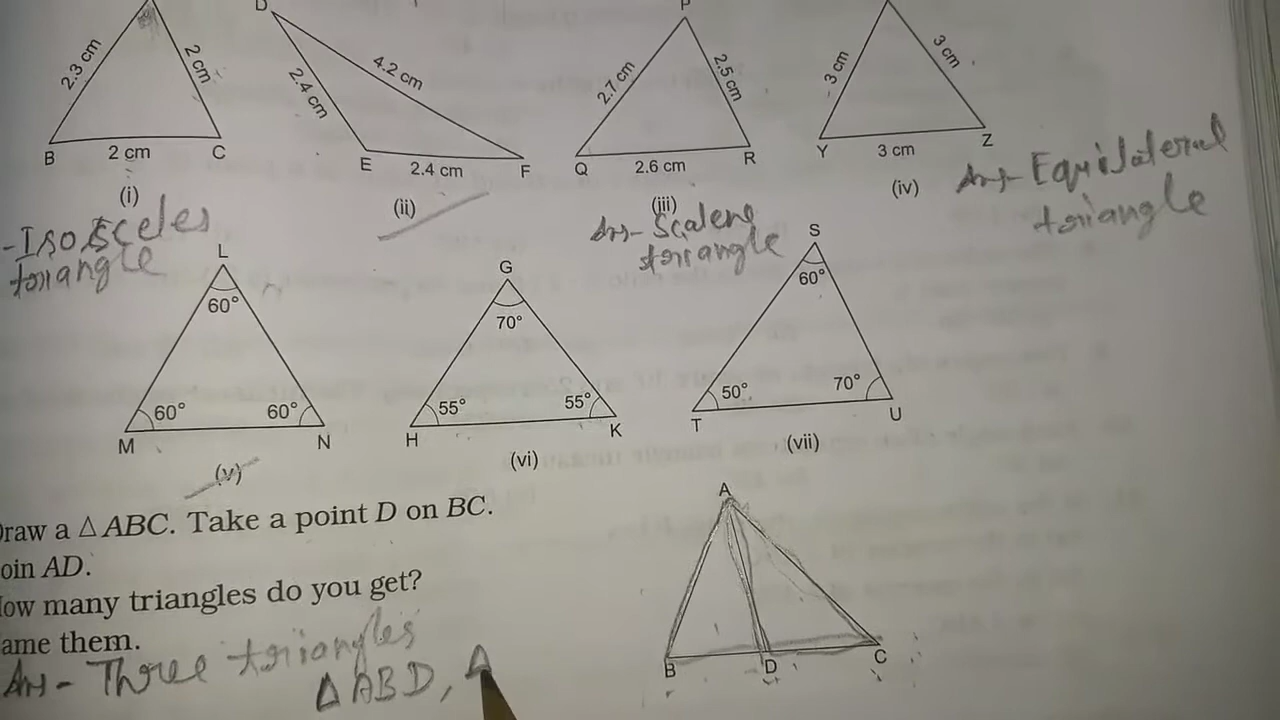 D
P
2.3 cm
2 cm
2.4 cm
4.2 cm
2.7 cm
2.5 cm
3 cm
3 cm
B
2 cm
C
E
2.4 cm
F
Q
2.6 cm
R
Y
3 cm
Z
(i)
(ii)
(iii)
(iv)
-Isosceles
triangle
Ans- Scalene
triangle
Ans- Equilateral
triangle
L
60°
60°
60°
M
N
(v)
G
70°
55°
55°
H
K
(vi)
S
60°
50°
70°
T
U
(vii)
Draw a △ ABC. Take a point D on BC.
oin AD.
How many triangles do you get?
ame them.
Ans - Three triangles
△ ABD, △
A
B
D
C